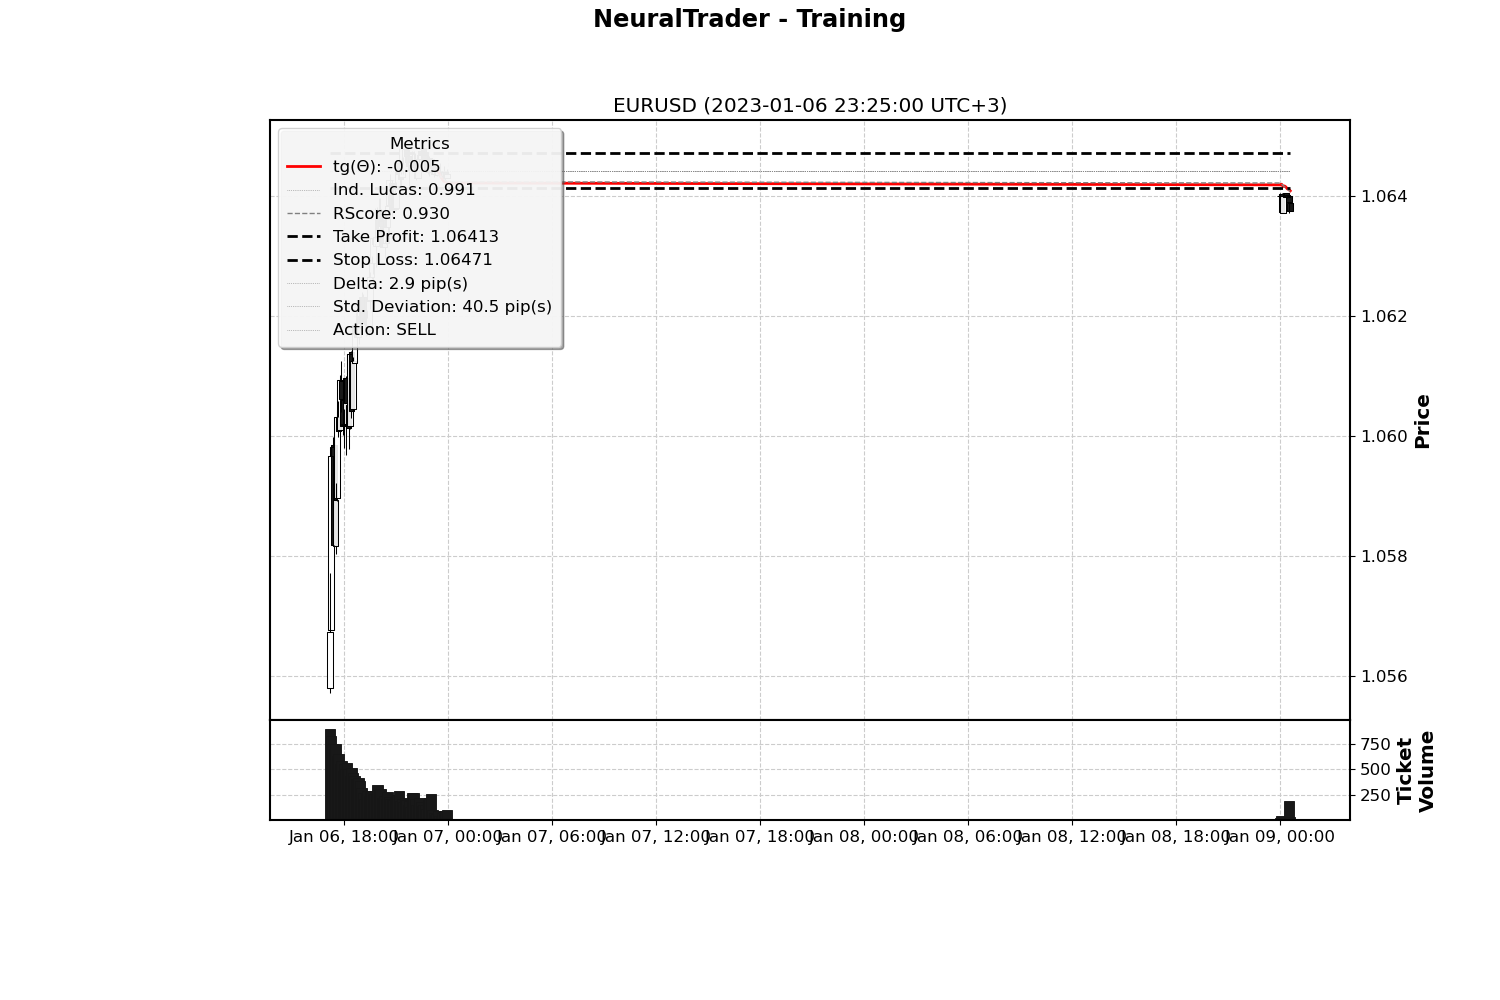 NeuralTrader - Training
EURUSD (2023-01-06 23:25:00 UTC+3)
Metrics
tg(Θ): -0.005
Ind. Lucas: 0.991
RScore: 0.930
Take Profit: 1.06413
Stop Loss: 1.06471
Delta: 2.9 pip(s)
Std. Deviation: 40.5 pip(s)
Action: SELL
1.064
1.062
1.060
1.058
1.056
Price
750
500
250
Ticket
Volume
Jan 06, 18:00
Jan 07, 00:00
Jan 07, 06:00
Jan 07, 12:00
Jan 07, 18:00
Jan 08, 00:00
Jan 08, 06:00
Jan 08, 12:00
Jan 08, 18:00
Jan 09, 00:00